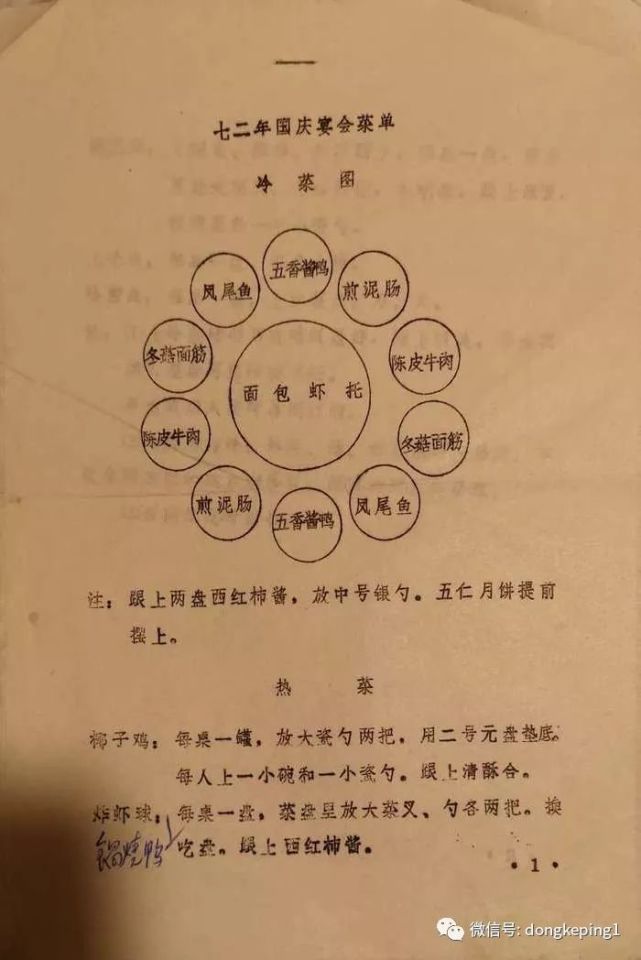 七二年国庆宴会菜单
冷菜图
五香酱鸭
凤尾鱼
煎泥肠
冬菇面筋
陈皮牛肉
面包虾托
陈皮牛肉
冬菇面筋
煎泥肠
凤尾鱼
五香酱鸭
注：跟上两盘西红柿酱，放中号银勺。五仁月饼提前
摆上。
热菜
椰子鸡：每桌一罐，放大瓷勺两把，用二号元盘垫底。
每人上一小碗和一小瓷勺。跟上清酥合。
炸虾球：每桌一盘，菜盘里放大菜叉、勺各两把。换
锅烧鸭 吃盘。跟上西红柿酱。
·1·
微信号: dongkeping1